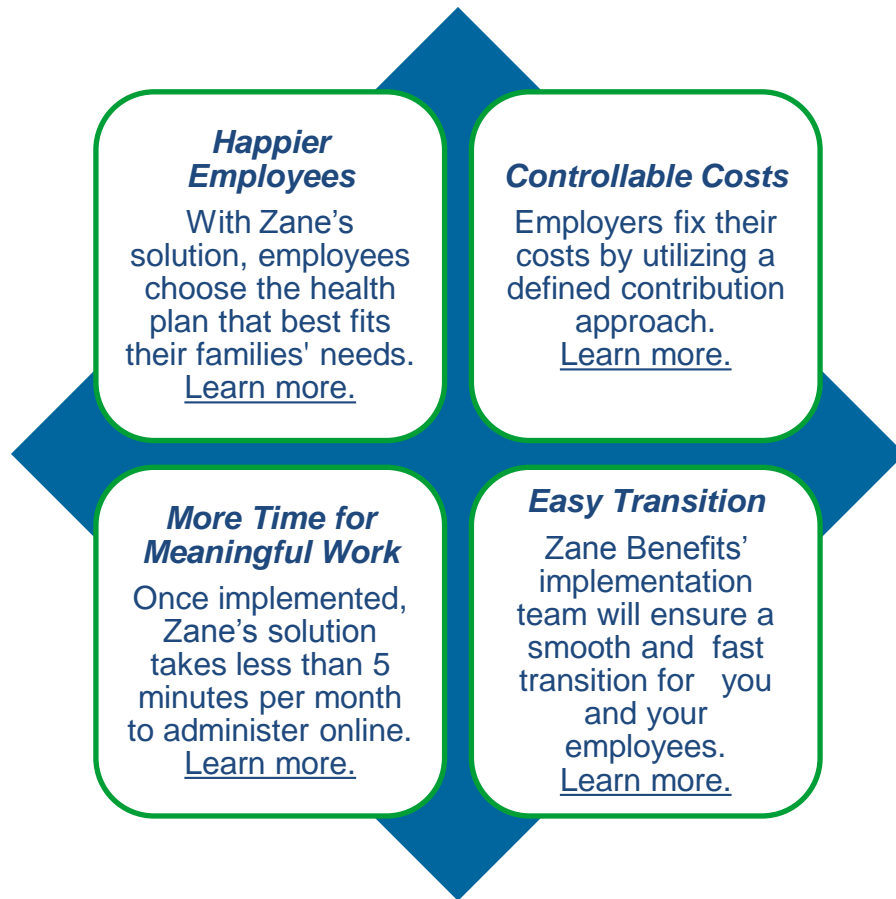 Happier
Employees
With Zane's
solution, employees
choose the health
plan that best fits
their families' needs.
Learn more.
Controllable Costs
Employers fix their
costs by utilizing a
defined contribution
approach.
Learn more.
More Time for
Meaningful Work
Once implemented,
Zane's solution
takes less than 5
minutes per month
to administer online.
Learn more.
Easy Transition
Zane Benefits’
implementation
team will ensure a
smooth and  fast
transition for   you
and your
employees.
Learn more.